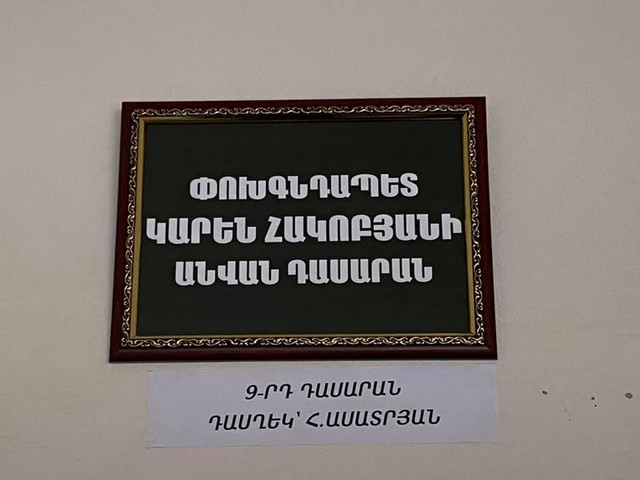 ՓՈԽԳՆԴԱՊԵՏ
ԿԱՐԵՆ ՀԱԿՈԲՅԱՆԻ
ԱՆՎԱՆ ԴԱՍԱՐԱՆ
9-ՐԴ ԴԱՍԱՐԱՆ
ԴԱՍՂԵԿ՝ Հ.ԱՍԱՏՐՅԱՆ